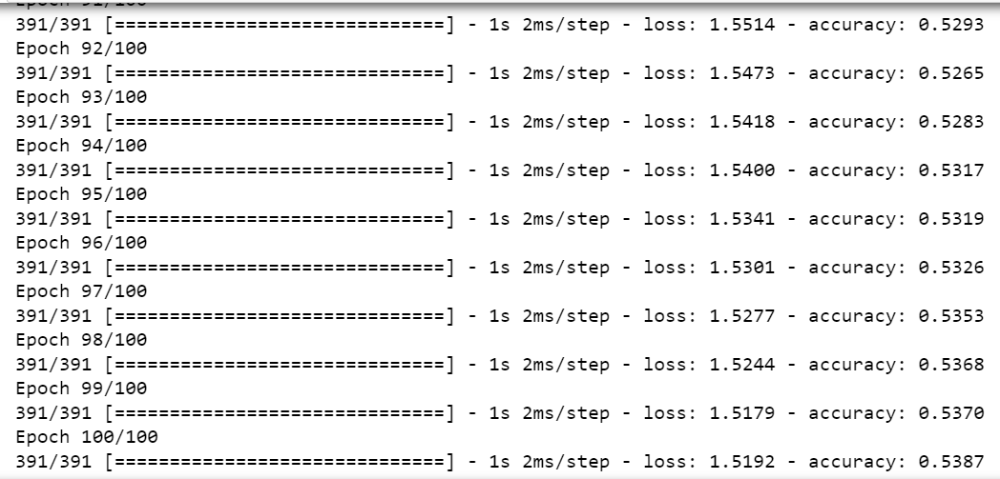 Epoch 91/100
391/391 [==============================] - 1s 2ms/step - loss: 1.5514 - accuracy: 0.5293
Epoch 92/100
391/391 [==============================] - 1s 2ms/step - loss: 1.5473 - accuracy: 0.5265
Epoch 93/100
391/391 [==============================] - 1s 2ms/step - loss: 1.5418 - accuracy: 0.5283
Epoch 94/100
391/391 [==============================] - 1s 2ms/step - loss: 1.5400 - accuracy: 0.5317
Epoch 95/100
391/391 [==============================] - 1s 2ms/step - loss: 1.5341 - accuracy: 0.5319
Epoch 96/100
391/391 [==============================] - 1s 2ms/step - loss: 1.5301 - accuracy: 0.5326
Epoch 97/100
391/391 [==============================] - 1s 2ms/step - loss: 1.5277 - accuracy: 0.5353
Epoch 98/100
391/391 [==============================] - 1s 2ms/step - loss: 1.5244 - accuracy: 0.5368
Epoch 99/100
391/391 [==============================] - 1s 2ms/step - loss: 1.5179 - accuracy: 0.5370
Epoch 100/100
391/391 [==============================] - 1s 2ms/step - loss: 1.5192 - accuracy: 0.5387